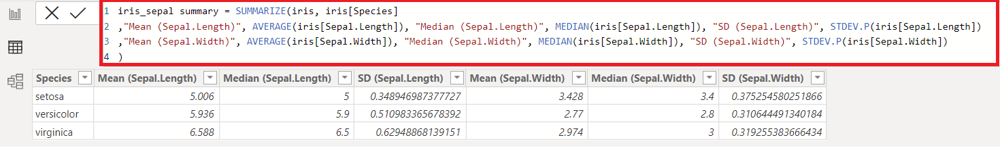 1 iris_sepal summary = SUMMARIZE(iris, iris[Species]
2 ,"Mean (Sepal.Length)", AVERAGE(iris[Sepal.Length]), "Median (Sepal.Length)", MEDIAN(iris[Sepal.Length]), "SD (Sepal.Length)", STDEV.P(iris[Sepal.Length])
3 ,"Mean (Sepal.Width)", AVERAGE(iris[Sepal.Width]), "Median (Sepal.Width)", MEDIAN(iris[Sepal.Width]), "SD (Sepal.Width)", STDEV.P(iris[Sepal.Width])
4 )
Species Mean (Sepal.Length) Median (Sepal.Length) SD (Sepal.Length) Mean (Sepal.Width) Median (Sepal.Width) SD (Sepal.Width)
setosa 5.006 5 0.348946987377727 3.428 3.4 0.375254580251866
versicolor 5.936 5.9 0.510983365678392 2.77 2.8 0.310644491340184
virginica 6.588 6.5 0.62948868139151 2.974 3 0.319255383666434